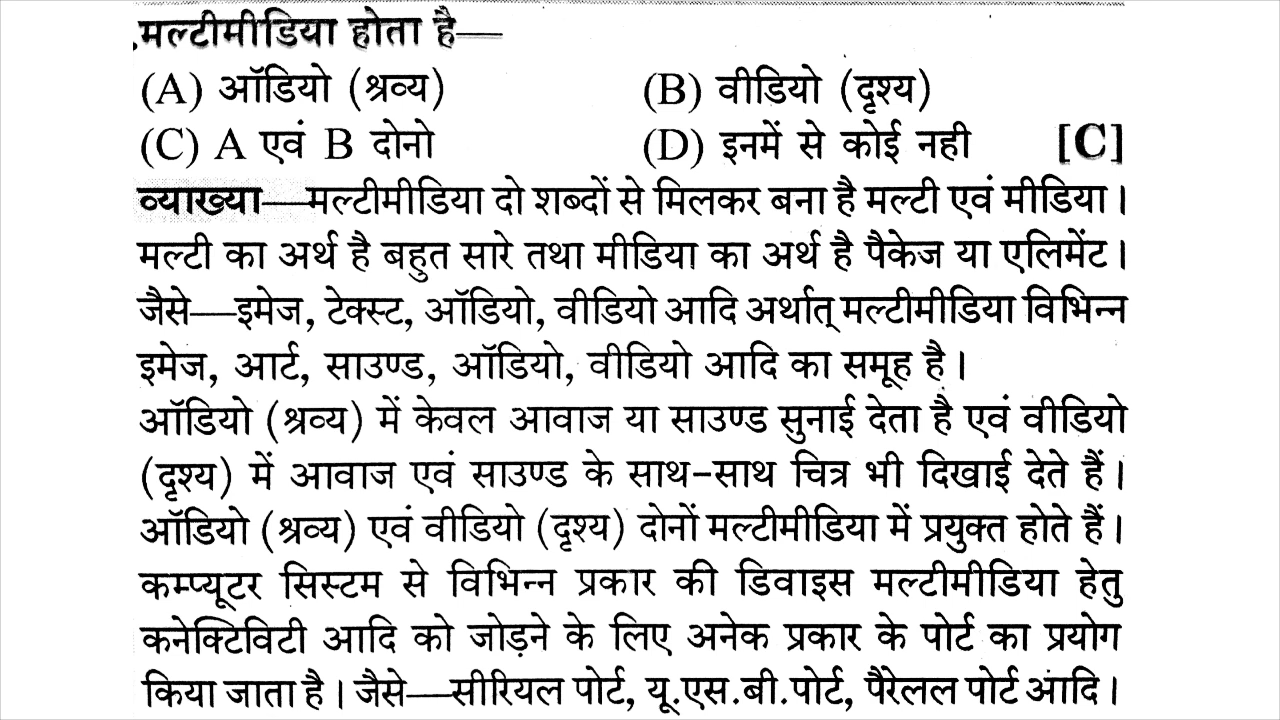 मल्टीमीडिया होता है—
(A) ऑडियो (श्रव्य) (B) वीडियो (दृश्य)
(C) A एवं B दोनो (D) इनमें से कोई नही [C]
व्याख्या—मल्टीमीडिया दो शब्दों से मिलकर बना है मल्टी एवं मीडिया।
मल्टी का अर्थ है बहुत सारे तथा मीडिया का अर्थ है पैकेज या एलिमेंट।
जैसे—इमेज, टेक्स्ट, ऑडियो, वीडियो आदि अर्थात् मल्टीमीडिया विभिन्न
इमेज, आर्ट, साउण्ड, ऑडियो, वीडियो आदि का समूह है।
ऑडियो (श्रव्य) में केवल आवाज या साउण्ड सुनाई देता है एवं वीडियो
(दृश्य) में आवाज एवं साउण्ड के साथ-साथ चित्र भी दिखाई देते हैं।
ऑडियो (श्रव्य) एवं वीडियो (दृश्य) दोनों मल्टीमीडिया में प्रयुक्त होते हैं।
कम्प्यूटर सिस्टम से विभिन्न प्रकार की डिवाइस मल्टीमीडिया हेतु
कनेक्टिविटी आदि को जोड़ने के लिए अनेक प्रकार के पोर्ट का प्रयोग
किया जाता है। जैसे—सीरियल पोर्ट, यू.एस.बी.पोर्ट, पैरेलल पोर्ट आदि।